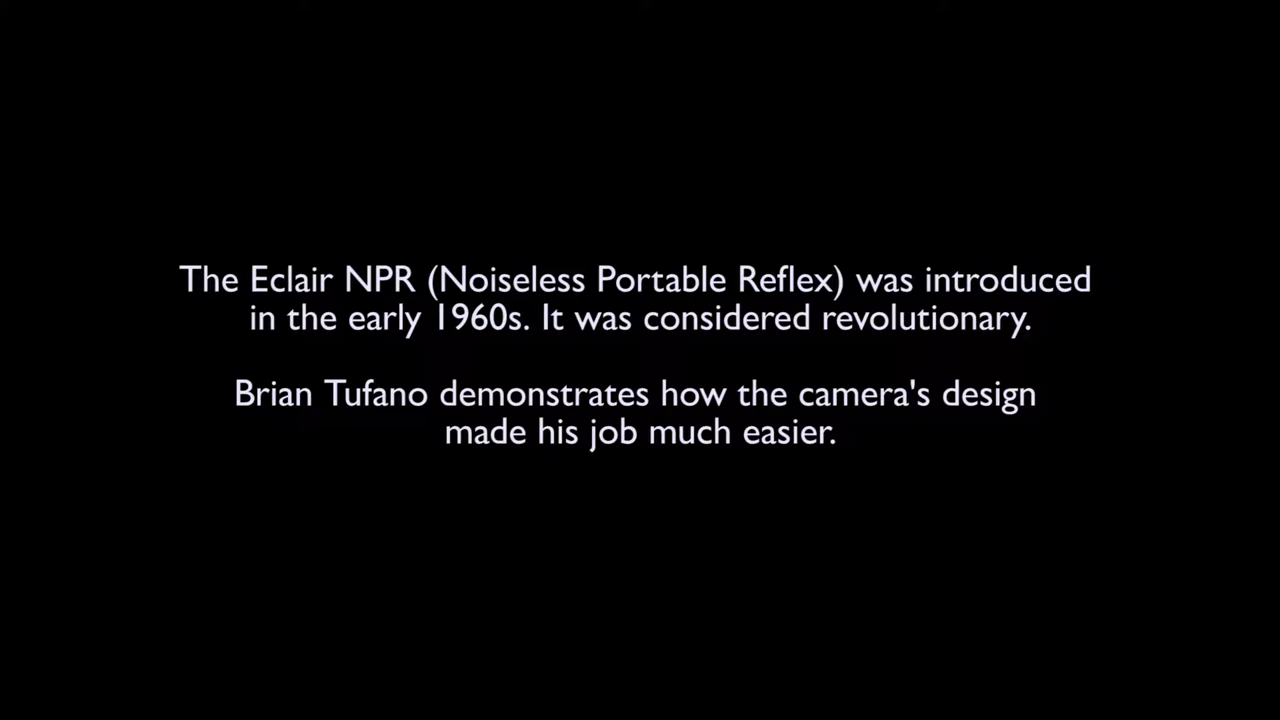 The Eclair NPR (Noiseless Portable Reflex) was introduced
in the early 1960s. It was considered revolutionary.
Brian Tufano demonstrates how the camera's design
made his job much easier.